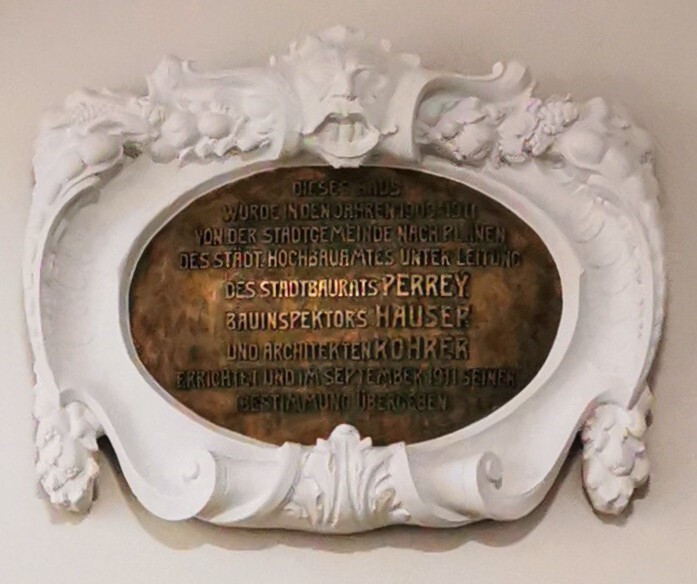 DIESES HAUS
WURDE IN DEN JAHREN 1909-1911
VON DER STADTGEMEINDE NACH PLÄNEN
DES STÄDT. HOCHBAUAMTES UNTER LEITUNG
DES STADTBAURATS PERREY
BAUINSPEKTORS HAUSER
UND ARCHITEKTEN ROHRER
ERRICHTET UND IM SEPTEMBER 1911 SEINER
BESTIMMUNG ÜBERGEBEN